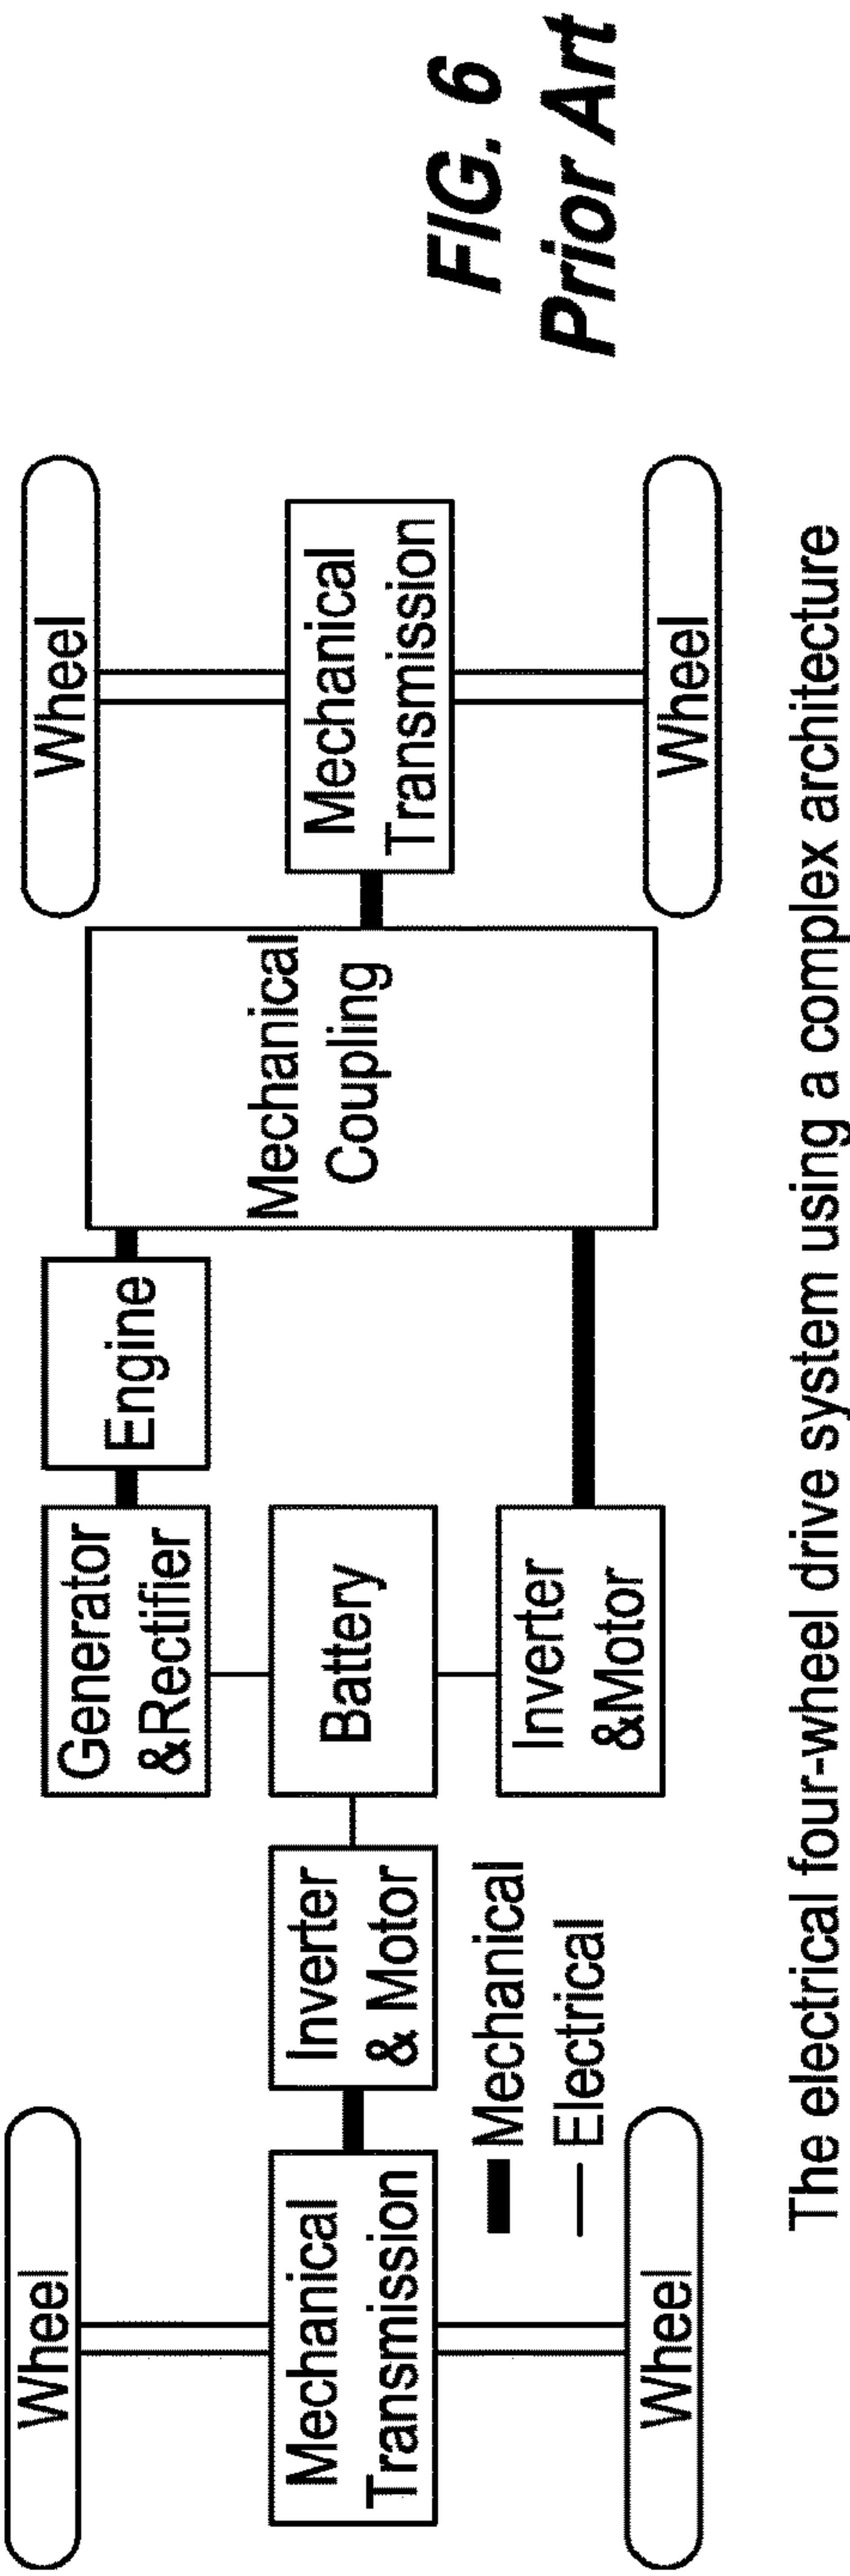 Wheel
Mechanical
Transmission
Wheel
Inverter
& Motor
Mechanical
Electrical
Generator
&Rectifier
Battery
Inverter
&Motor
Engine
Mechanical
Coupling
Wheel
Mechanical
Transmission
Wheel
The electrical four-wheel drive system using a complex architecture
FIG. 6
Prior Art